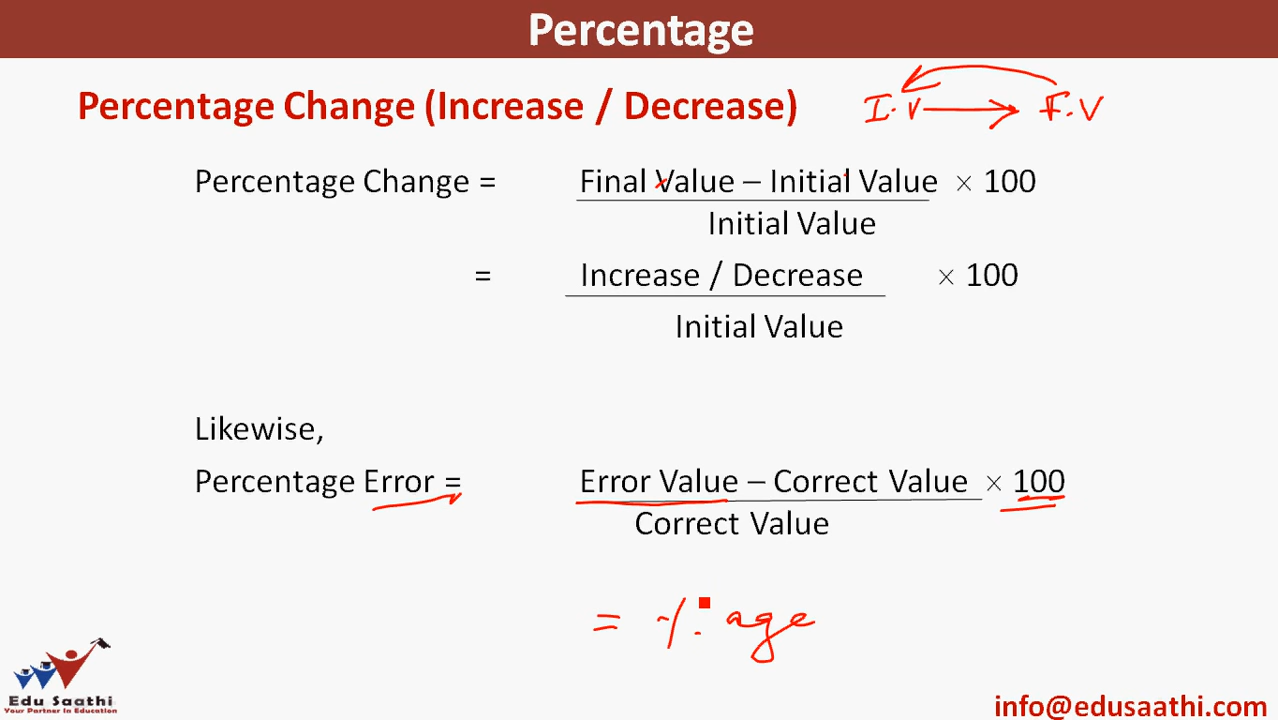 Percentage
Percentage Change (Increase / Decrease)
I.V → F.V
Percentage Change = Final Value – Initial Value × 100
Initial Value
= Increase / Decrease × 100
Initial Value
Likewise,
Percentage Error = Error Value – Correct Value × 100
Correct Value
= % age
Edu Saathi
Your Partner in Education
info@edusaathi.com